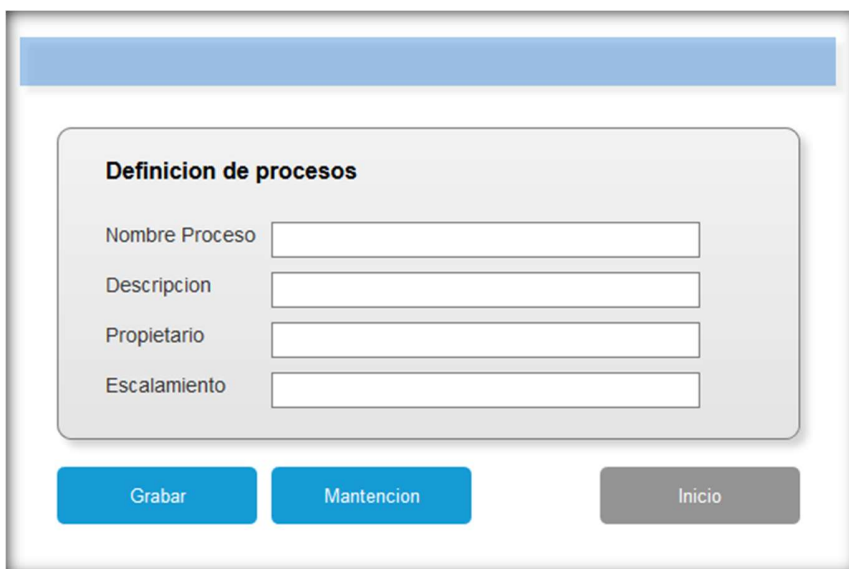 Definicion de procesos
Nombre Proceso
Descripcion
Propietario
Escalamiento
Grabar Mantencion Inicio